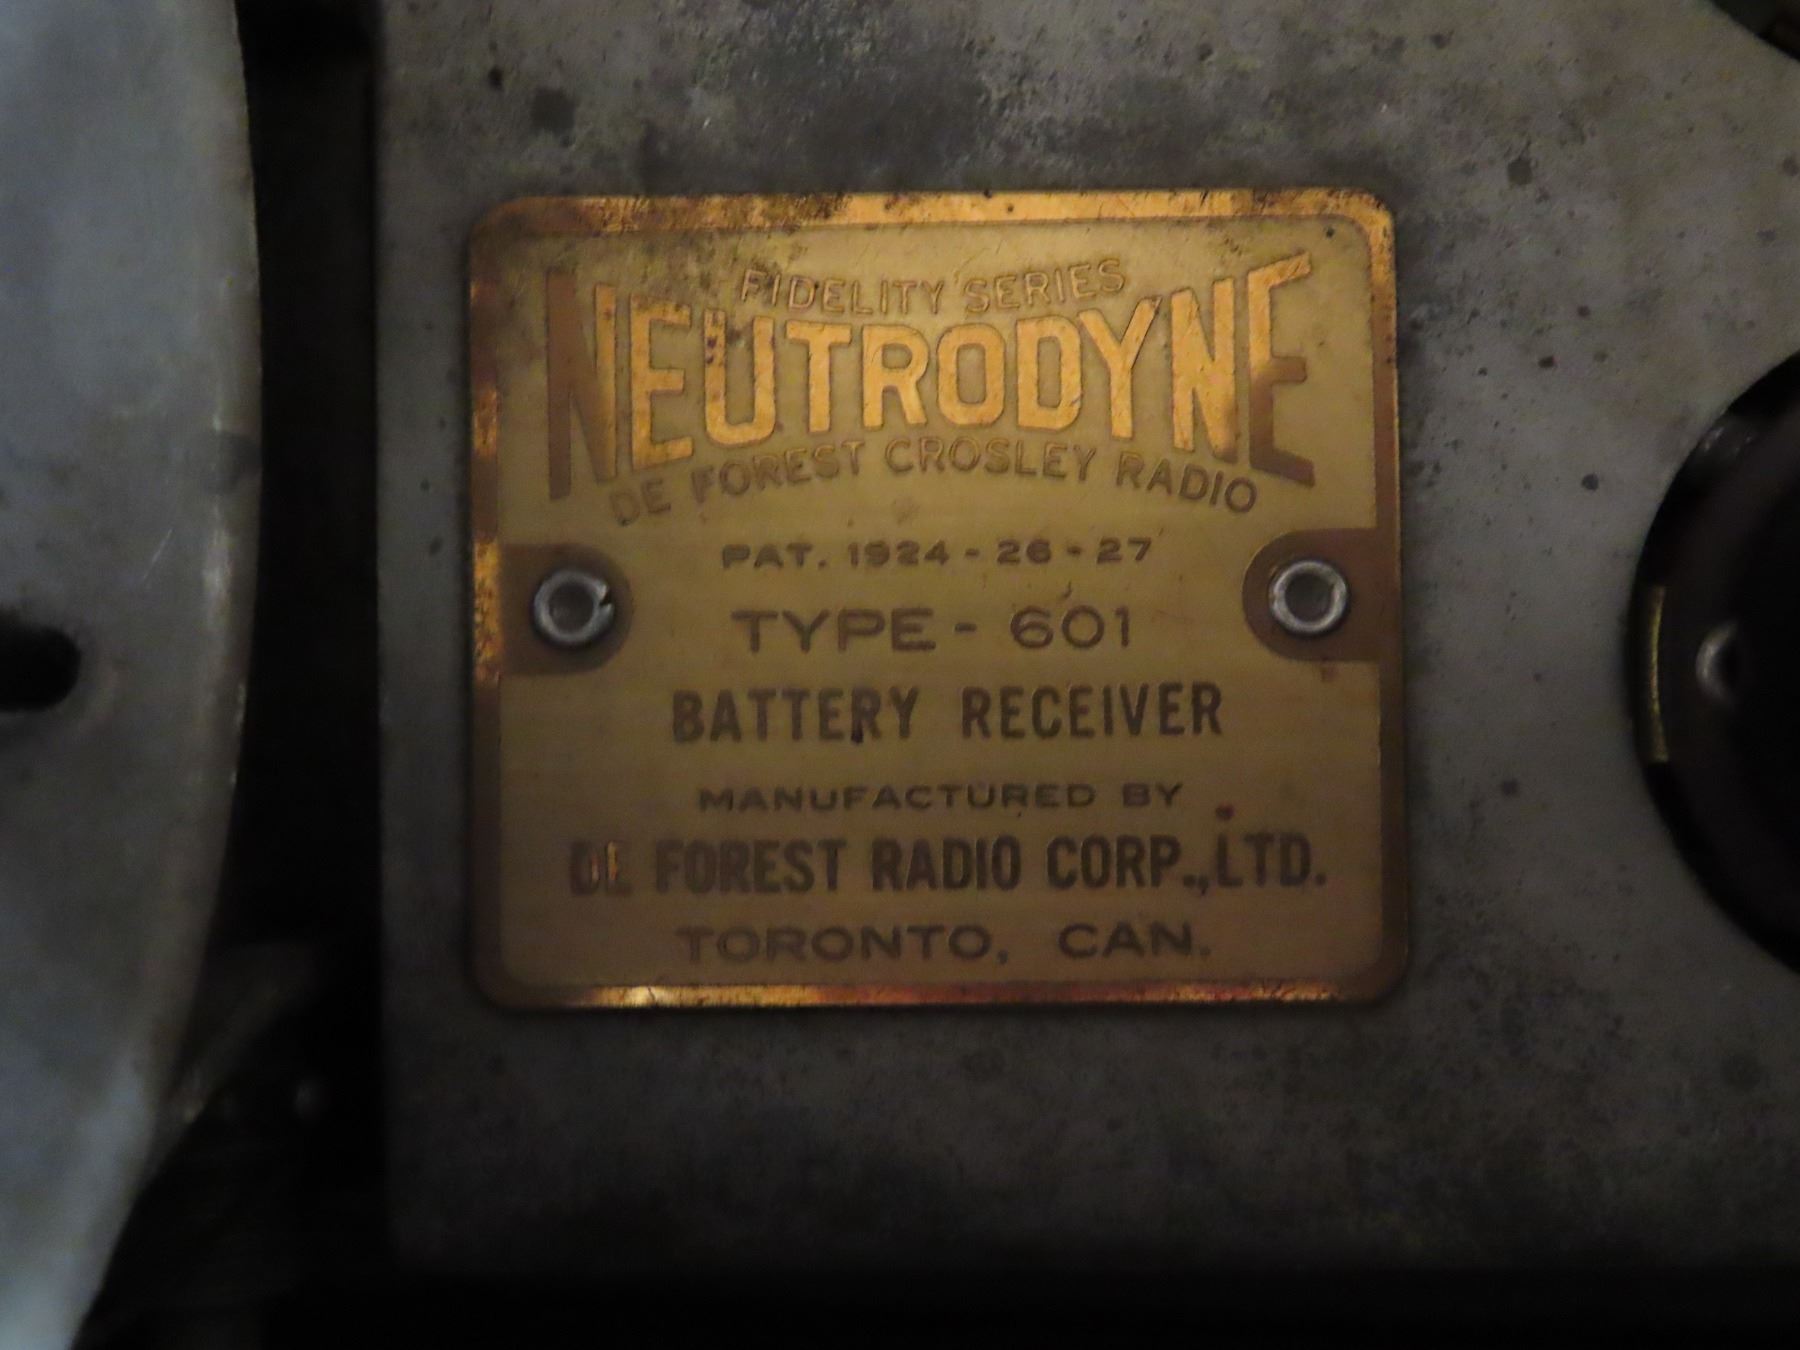 FIDELITY SERIES
NEUTRODYNE
DE FOREST CROSLEY RADIO
PAT. 1924 - 26 - 27
TYPE - 601
BATTERY RECEIVER
MANUFACTURED BY
DE FOREST RADIO CORP., LTD.
TORONTO, CAN.